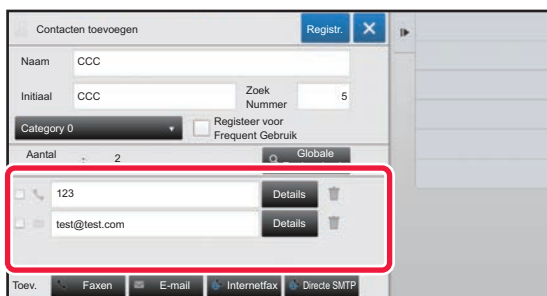 Contacten toevoegen Registr.
Naam CCC
Initiaal CCC Zoek Nummer 5
Category 0 Registeer voor Frequent Gebruik
Aantal : 2 Globale
123 Details
test@test.com Details
Toev. Faxen E-mail Internetfax Directe SMTP